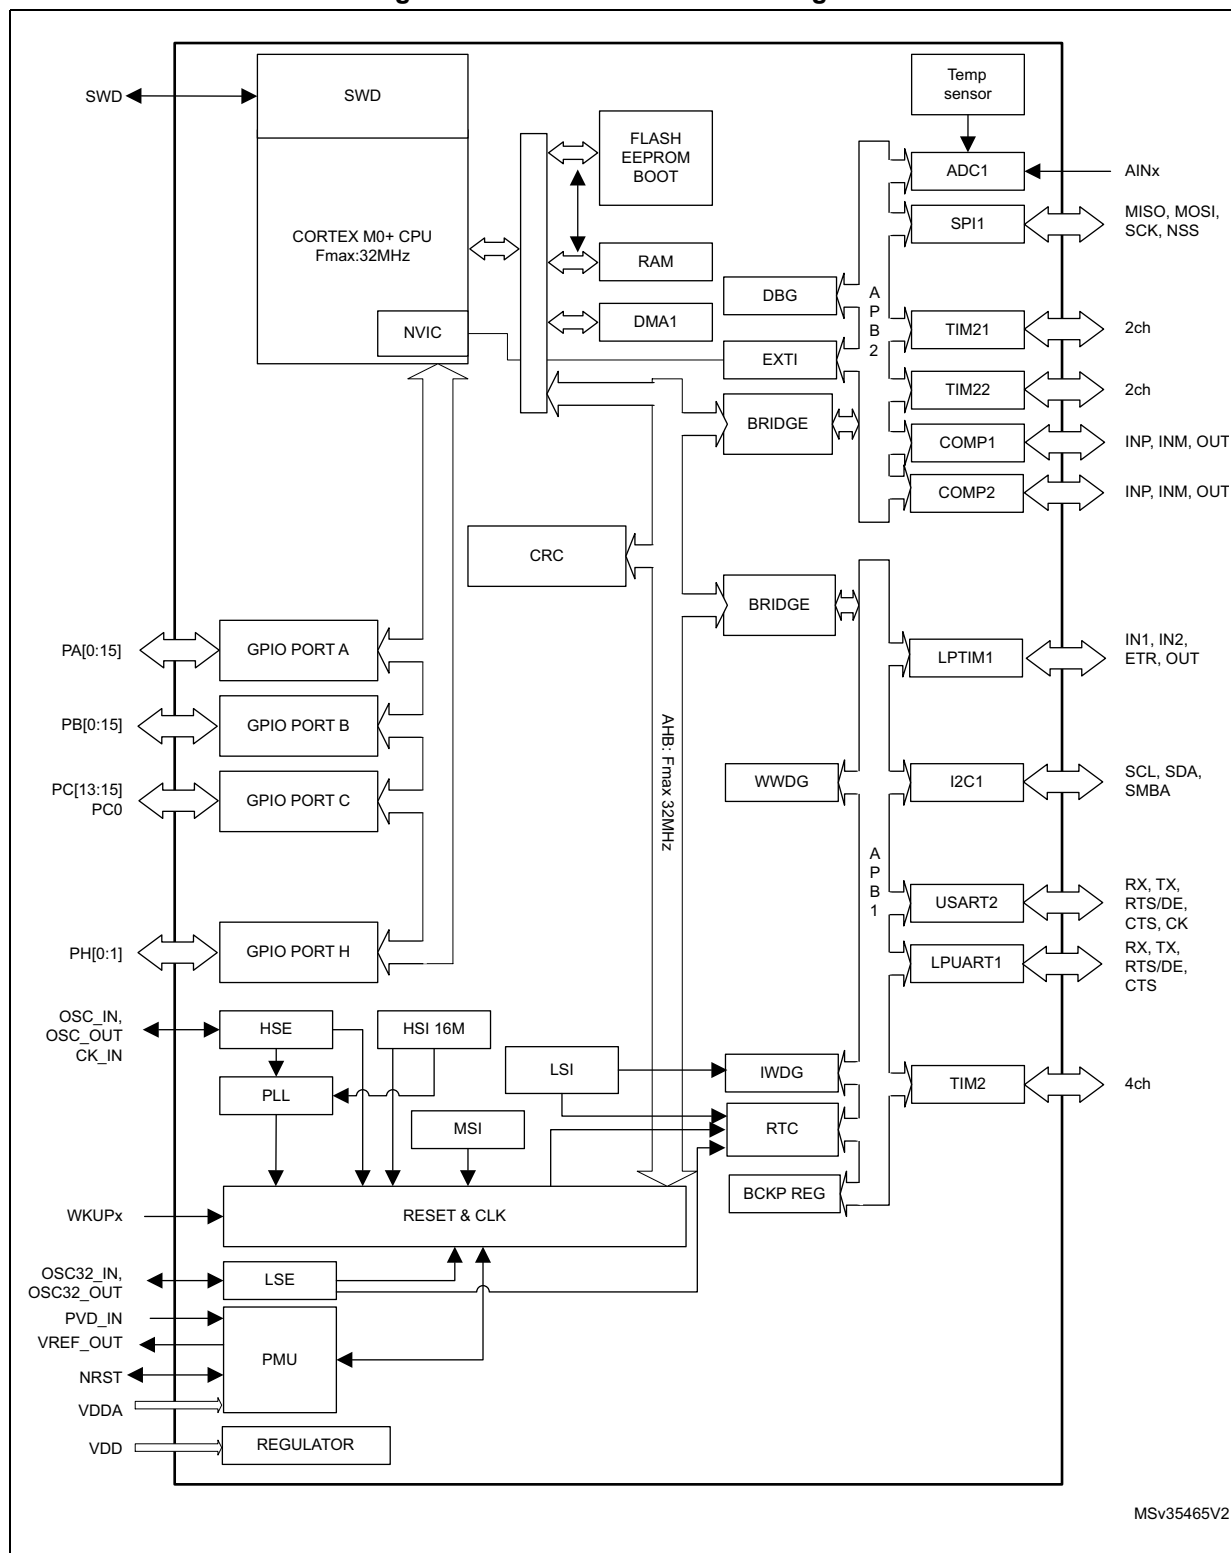 SWD
SWD
Temp
sensor
FLASH
EEPROM
BOOT
ADC1
AINx
SPI1
MISO, MOSI,
SCK, NSS
CORTEX M0+ CPU
Fmax:32MHz
RAM
DBG
A
P
B
2
NVIC
DMA1
TIM21
2ch
EXTI
TIM22
2ch
BRIDGE
COMP1
INP, INM, OUT
COMP2
INP, INM, OUT
CRC
BRIDGE
PA[0:15]
GPIO PORT A
LPTIM1
IN1, IN2,
ETR, OUT
PB[0:15]
GPIO PORT B
AHB: Fmax 32MHz
PC[13:15]
PC0
GPIO PORT C
WWDG
I2C1
SCL, SDA,
SMBA
A
P
B
1
USART2
RX, TX,
RTS/DE,
CTS, CK
PH[0:1]
GPIO PORT H
LPUART1
RX, TX,
RTS/DE,
CTS
OSC_IN,
OSC_OUT
CK_IN
HSE
HSI 16M
LSI
IWDG
TIM2
4ch
PLL
MSI
RTC
BCKP REG
WKUPx
RESET & CLK
OSC32_IN,
OSC32_OUT
LSE
PVD_IN
VREF_OUT
PMU
NRST
VDDA
VDD
REGULATOR
MSv35465V2